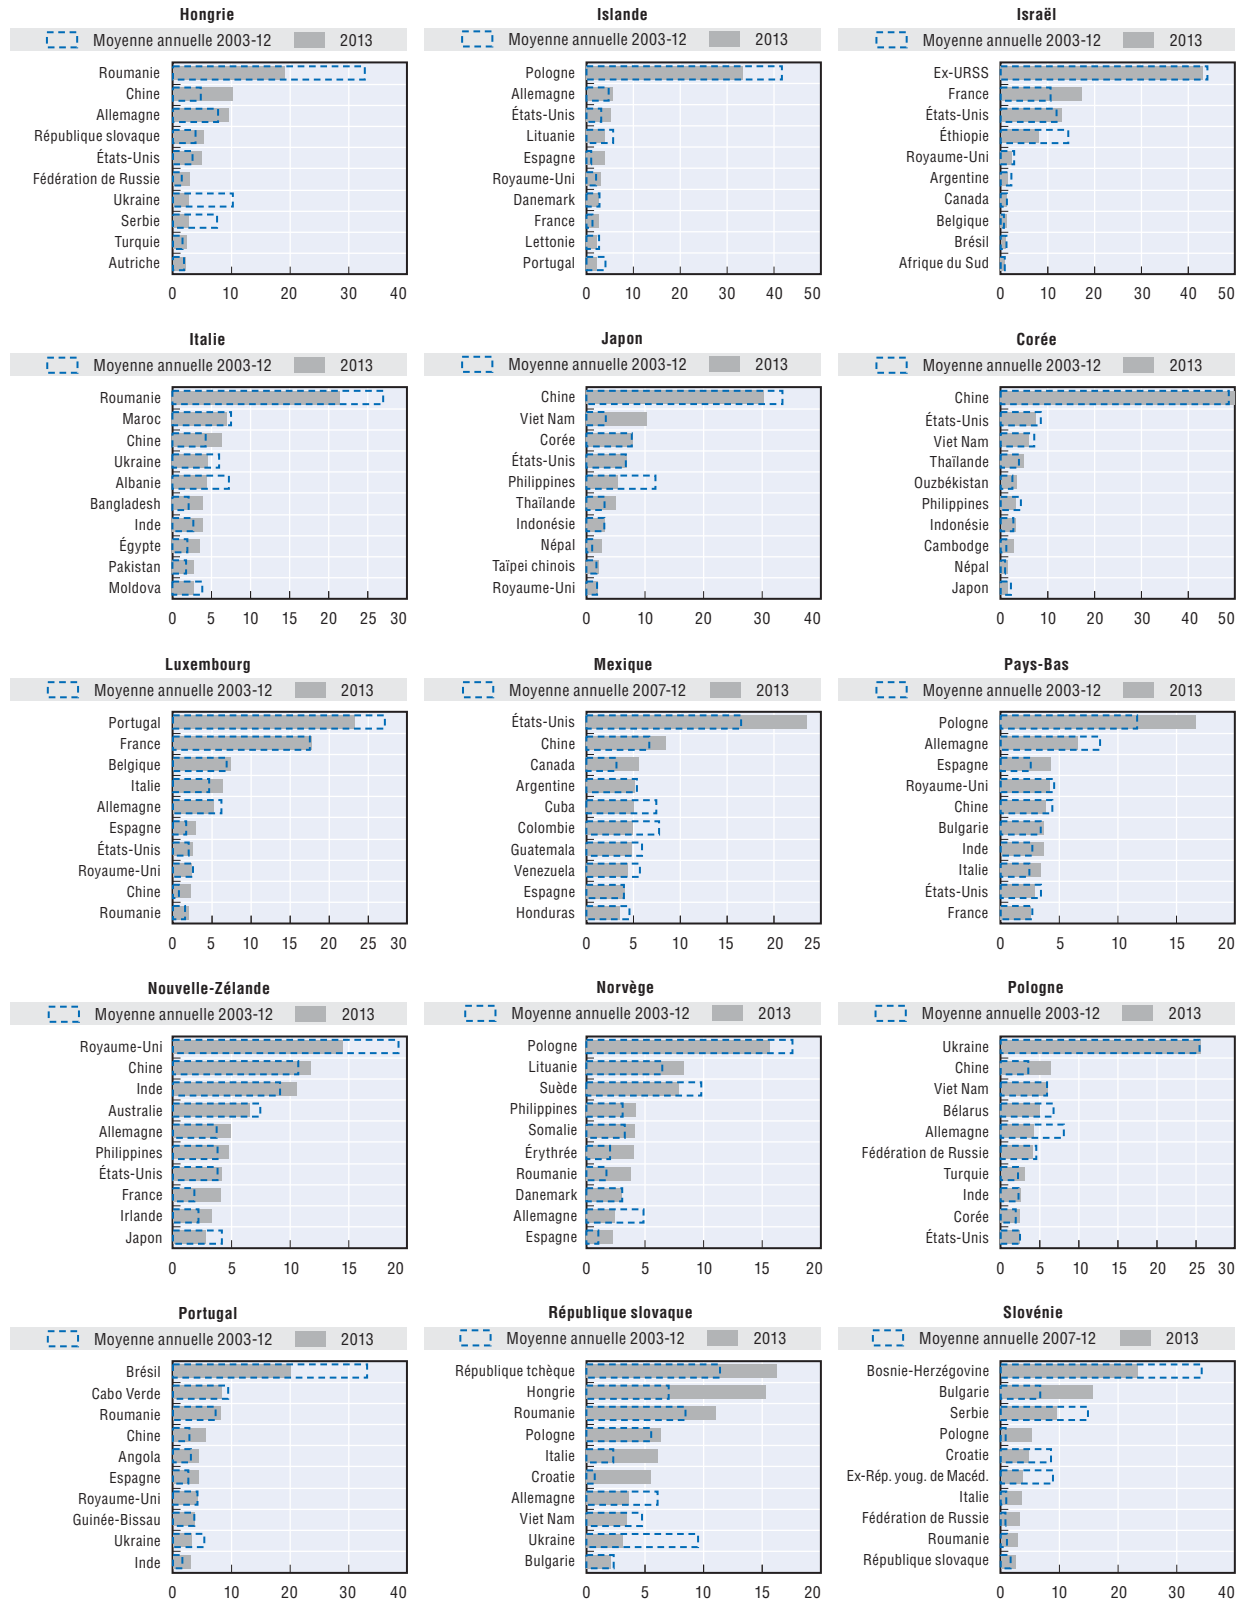 Hongrie
Moyenne annuelle 2003-12 2013
Roumanie
Chine
Allemagne
République slovaque
États-Unis
Fédération de Russie
Ukraine
Serbie
Turquie
Autriche
0 10 20 30 40
Islande
Moyenne annuelle 2003-12 2013
Pologne
Allemagne
États-Unis
Lituanie
Espagne
Royaume-Uni
Danemark
France
Lettonie
Portugal
0 10 20 30 40 50
Israël
Moyenne annuelle 2003-12 2013
Ex-URSS
France
États-Unis
Éthiopie
Royaume-Uni
Argentine
Canada
Belgique
Brésil
Afrique du Sud
0 10 20 30 40 50
Italie
Moyenne annuelle 2003-12 2013
Roumanie
Maroc
Chine
Ukraine
Albanie
Bangladesh
Inde
Égypte
Pakistan
Moldova
0 5 10 15 20 25 30
Japon
Moyenne annuelle 2003-12 2013
Chine
Viet Nam
Corée
États-Unis
Philippines
Thaïlande
Indonésie
Népal
Taïpei chinois
Royaume-Uni
0 10 20 30 40
Corée
Moyenne annuelle 2003-12 2013
Chine
États-Unis
Viet Nam
Thaïlande
Ouzbékistan
Philippines
Indonésie
Cambodge
Népal
Japon
0 10 20 30 40 50
Luxembourg
Moyenne annuelle 2003-12 2013
Portugal
France
Belgique
Italie
Allemagne
Espagne
États-Unis
Royaume-Uni
Chine
Roumanie
0 5 10 15 20 25 30
Mexique
Moyenne annuelle 2007-12 2013
États-Unis
Chine
Canada
Argentine
Cuba
Colombie
Guatemala
Venezuela
Espagne
Honduras
0 5 10 15 20 25
Pays-Bas
Moyenne annuelle 2003-12 2013
Pologne
Allemagne
Espagne
Royaume-Uni
Chine
Bulgarie
Inde
Italie
États-Unis
France
0 5 10 15 20
Nouvelle-Zélande
Moyenne annuelle 2003-12 2013
Royaume-Uni
Chine
Inde
Australie
Allemagne
Philippines
États-Unis
France
Irlande
Japon
0 5 10 15 20
Norvège
Moyenne annuelle 2003-12 2013
Pologne
Lituanie
Suède
Philippines
Somalie
Érythrée
Roumanie
Danemark
Allemagne
Espagne
0 5 10 15 20
Pologne
Moyenne annuelle 2003-12 2013
Ukraine
Chine
Viet Nam
Bélarus
Allemagne
Fédération de Russie
Turquie
Inde
Corée
États-Unis
0 5 10 15 20 25 30
Portugal
Moyenne annuelle 2003-12 2013
Brésil
Cabo Verde
Roumanie
Chine
Angola
Espagne
Royaume-Uni
Guinée-Bissau
Ukraine
Inde
0 10 20 30 40
République slovaque
Moyenne annuelle 2003-12 2013
République tchèque
Hongrie
Roumanie
Pologne
Italie
Croatie
Allemagne
Viet Nam
Ukraine
Bulgarie
0 5 10 15 20
Slovénie
Moyenne annuelle 2007-12 2013
Bosnie-Herzégovine
Bulgarie
Serbie
Pologne
Croatie
Ex-Rép. youg. de Macéd.
Italie
Fédération de Russie
Roumanie
République slovaque
0 10 20 30 40